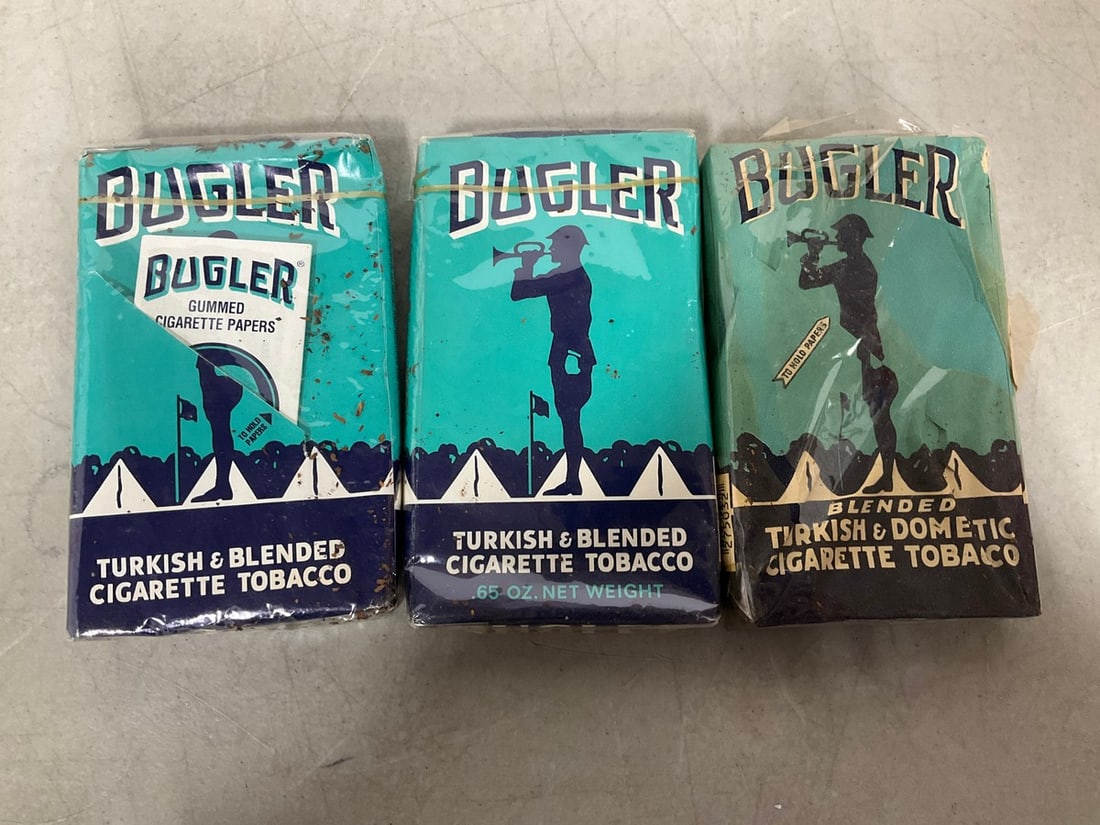 BUGLER
BUGLER®
GUMMED
CIGARETTE PAPERS
TO HOLD
PAPERS
TURKISH & BLENDED
CIGARETTE TOBACCO
BUGLER
TURKISH & BLENDED
CIGARETTE TOBACCO
.65 OZ. NET WEIGHT
BUGLER
TO HOLD PAPERS
BLENDED
TURKISH & DOMETIC
CIGARETTE TOBACCO